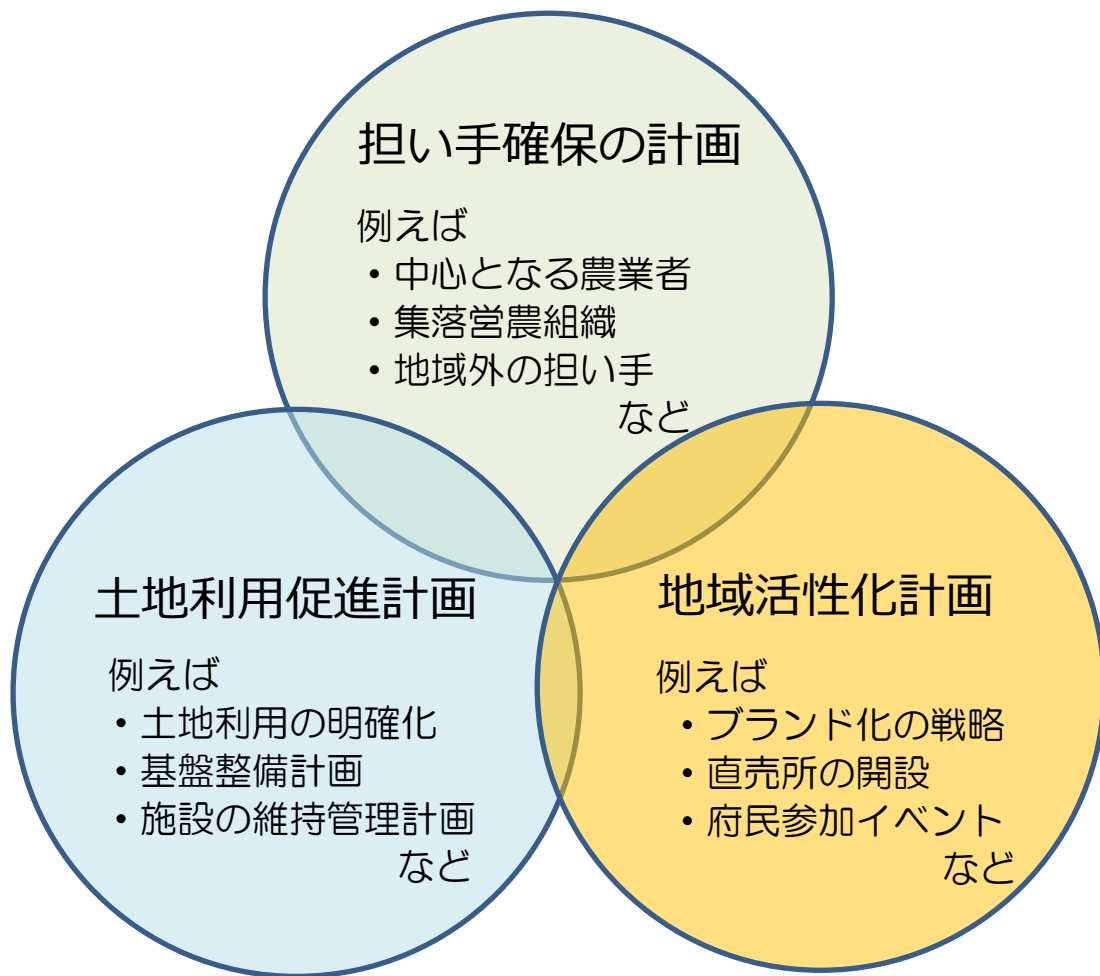 担い手確保の計画
例えば
・中心となる農業者
・集落営農組織
・地域外の担い手
など
土地利用促進計画
例えば
・土地利用の明確化
・基盤整備計画
・施設の維持管理計画
など
地域活性化計画
例えば
・ブランド化の戦略
・直売所の開設
・府民参加イベント
など